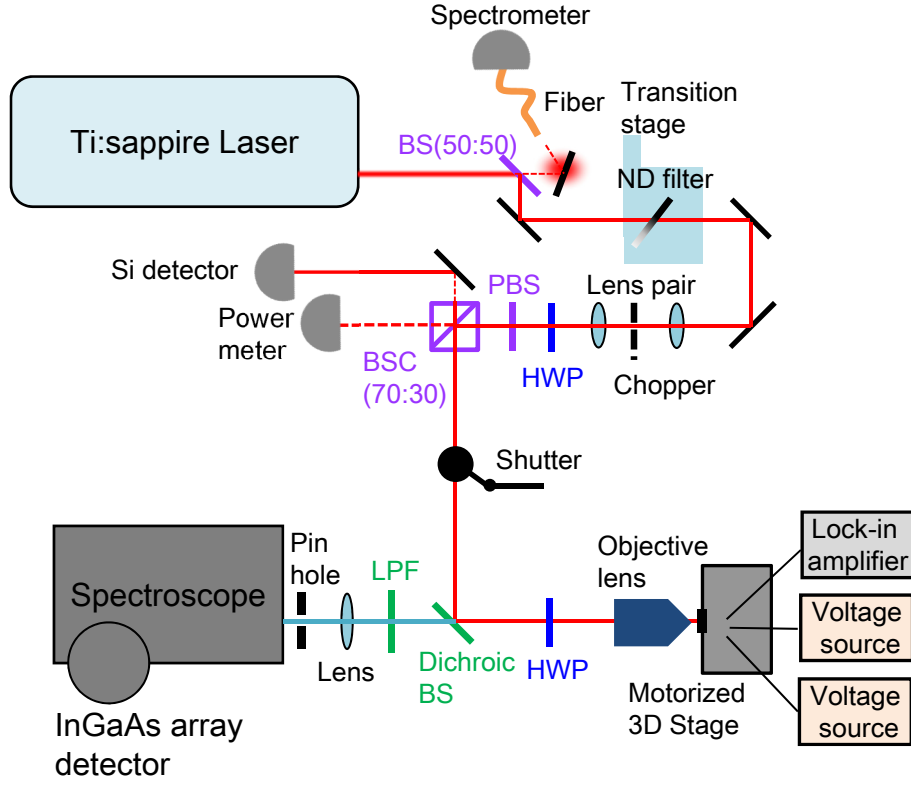 Spectrometer
Ti:sappire Laser
Fiber
BS(50:50)
Transition
stage
ND filter
Si detector
Power
meter
PBS
Lens pair
BSC
(70:30)
HWP
Chopper
Shutter
Pin
hole
LPF
Spectroscope
Lens
Dichroic
BS
HWP
Objective
lens
Motorized
3D Stage
Lock-in
amplifier
Voltage
source
Voltage
source
InGaAs array
detector